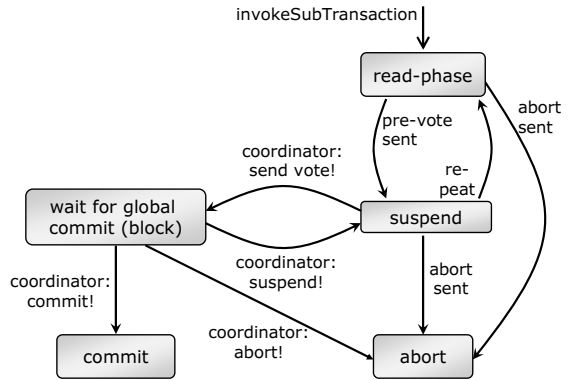 invokeSubTransaction
read-phase
abort
sent
pre-vote
sent
coordinator:
send vote!
re-
peat
wait for global
commit (block)
suspend
coordinator:
suspend!
abort
sent
coordinator:
commit!
coordinator:
abort!
commit
abort